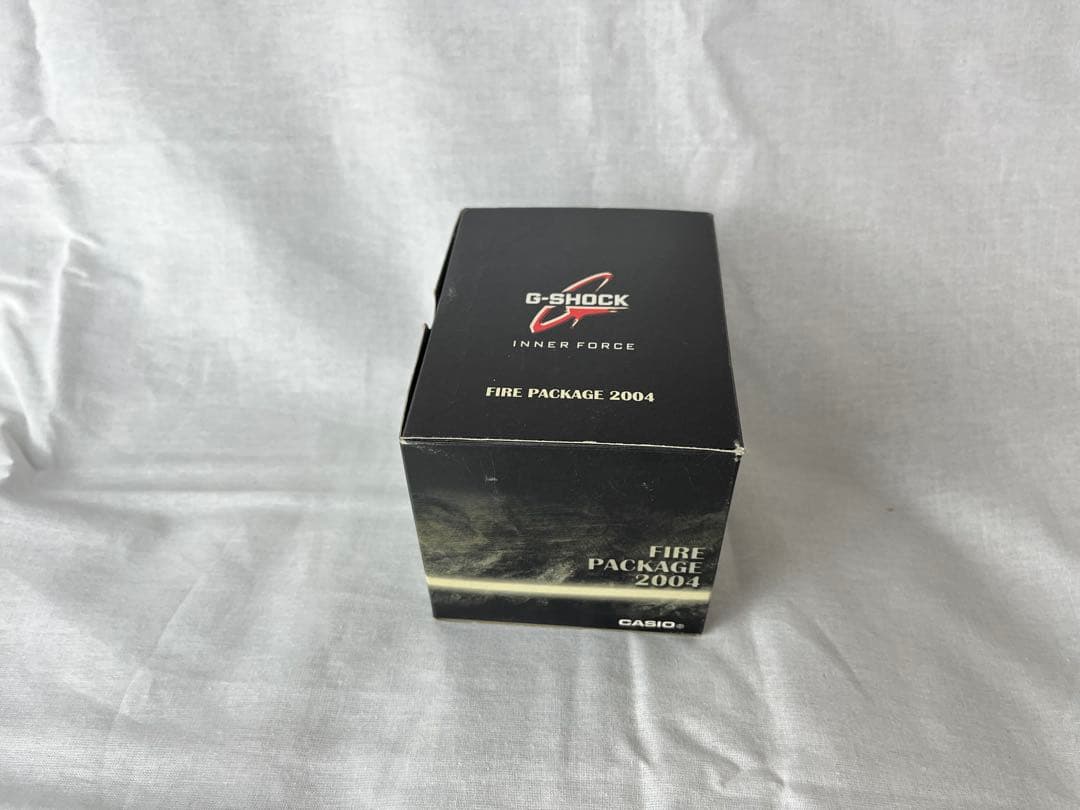 G-SHOCK
INNER FORCE
FIRE PACKAGE 2004
FIRE
PACKAGE
2004
CASIO®